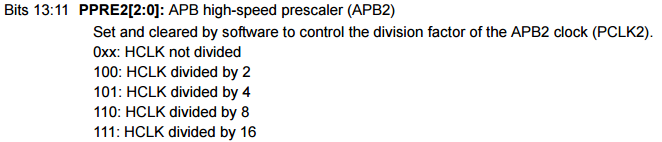 Bits 13:11 PPRE2[2:0]: APB high-speed prescaler (APB2)
Set and cleared by software to control the division factor of the APB2 clock (PCLK2).
0xx: HCLK not divided
100: HCLK divided by 2
101: HCLK divided by 4
110: HCLK divided by 8
111: HCLK divided by 16